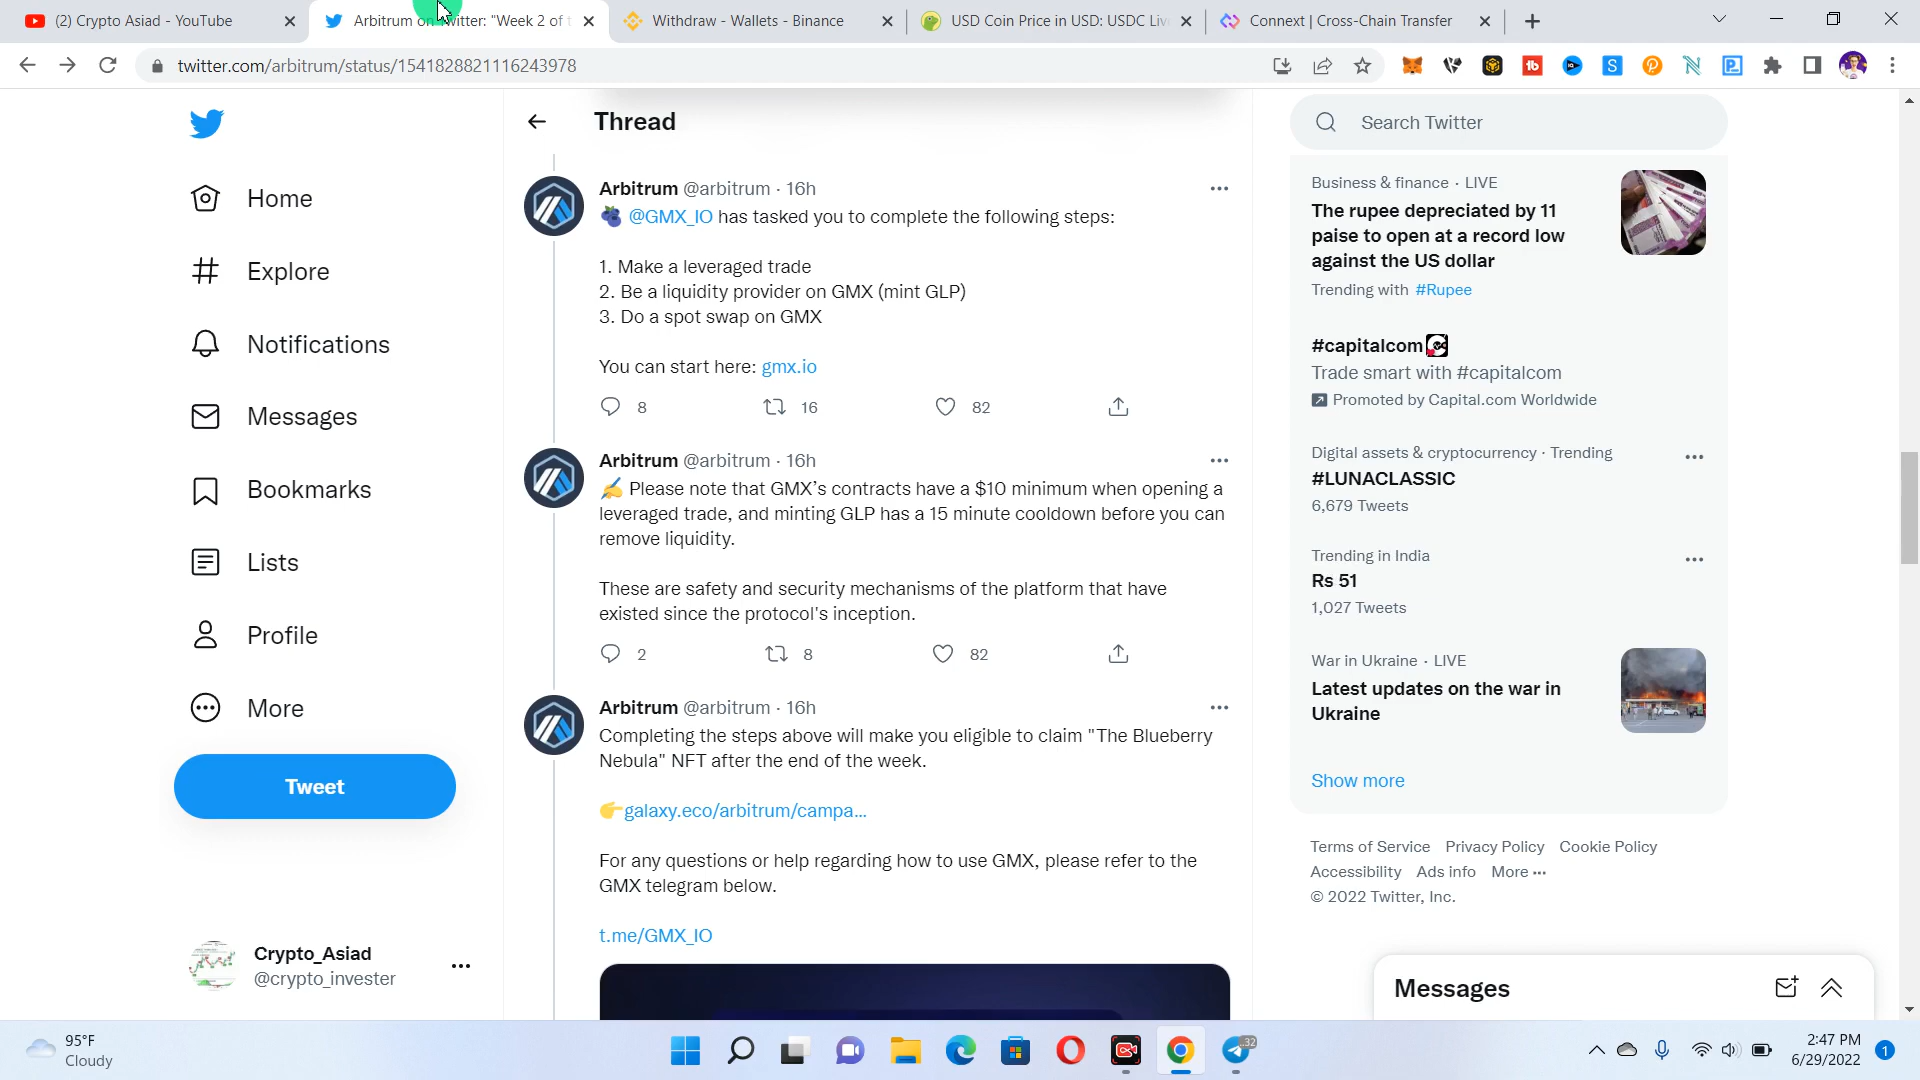 (2) Crypto Asiad - YouTube
Arbitrum on Twitter: "Week 2 of t
Withdraw - Wallets - Binance
USD Coin Price in USD: USDC Liv
Connext | Cross-Chain Transfer
twitter.com/arbitrum/status/1541828821116243978
Home
Explore
Notifications
Messages
Bookmarks
Lists
Profile
More
Tweet
Crypto_Asiad
@crypto_invester
Thread
Arbitrum @arbitrum · 16h
@GMX_IO has tasked you to complete the following steps:
1. Make a leveraged trade
2. Be a liquidity provider on GMX (mint GLP)
3. Do a spot swap on GMX
You can start here: gmx.io
8 16 82
Arbitrum @arbitrum · 16h
Please note that GMX's contracts have a $10 minimum when opening a
leveraged trade, and minting GLP has a 15 minute cooldown before you can
remove liquidity.
These are safety and security mechanisms of the platform that have
existed since the protocol's inception.
2 8 82
Arbitrum @arbitrum · 16h
Completing the steps above will make you eligible to claim "The Blueberry
Nebula" NFT after the end of the week.
galaxy.eco/arbitrum/campa...
For any questions or help regarding how to use GMX, please refer to the
GMX telegram below.
t.me/GMX_IO
Search Twitter
Business & finance · LIVE
The rupee depreciated by 11
paise to open at a record low
against the US dollar
Trending with #Rupee
#capitalcom
Trade smart with #capitalcom
Promoted by Capital.com Worldwide
Digital assets & cryptocurrency · Trending
#LUNACLASSIC
6,679 Tweets
Trending in India
Rs 51
1,027 Tweets
War in Ukraine · LIVE
Latest updates on the war in
Ukraine
Show more
Terms of Service Privacy Policy Cookie Policy
Accessibility Ads info More ...
© 2022 Twitter, Inc.
Messages
95°F
Cloudy
32
2:47 PM
6/29/2022
1